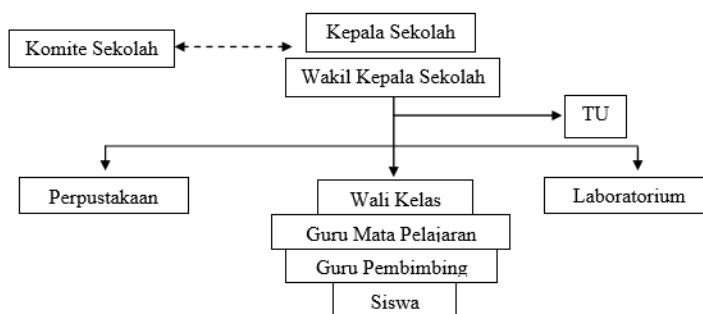 Kepala Sekolah
Komite Sekolah
Wakil Kepala Sekolah
TU
Perpustakaan
Wali Kelas
Laboratorium
Guru Mata Pelajaran
Guru Pembimbing
Siswa